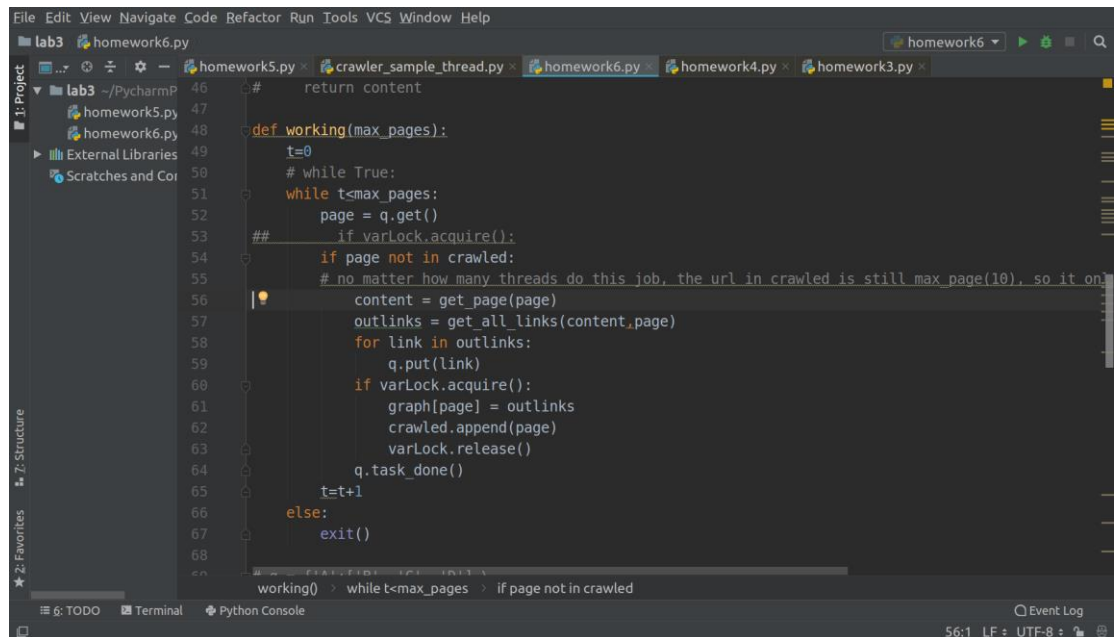 File Edit View Navigate Code Refactor Run Tools VCS Window Help
lab3 homework6.py homework6
1: Project
homework5.py × crawler_sample_thread.py × homework6.py × homework4.py × homework3.py ×
lab3 ~/PycharmP
homework5.py
homework6.py
External Libraries
Scratches and Cor
46 #     return content
47
48 def working(max_pages):
49     t=0
50     # while True:
51     while t<max_pages:
52         page = q.get()
53 ##       if varLock.acquire():
54         if page not in crawled:
55         # no matter how many threads do this job, the url in crawled is still max_page(10), so it onl
56             content = get_page(page)
57             outlinks = get_all_links(content,page)
58             for link in outlinks:
59                 q.put(link)
60             if varLock.acquire():
61                 graph[page] = outlinks
62                 crawled.append(page)
63                 varLock.release()
64             q.task_done()
65         t=t+1
66     else:
67         exit()
68
working() > while t<max_pages > if page not in crawled
7: Structure
2: Favorites
6: TODO Terminal Python Console Event Log
56:1 LF UTF-8